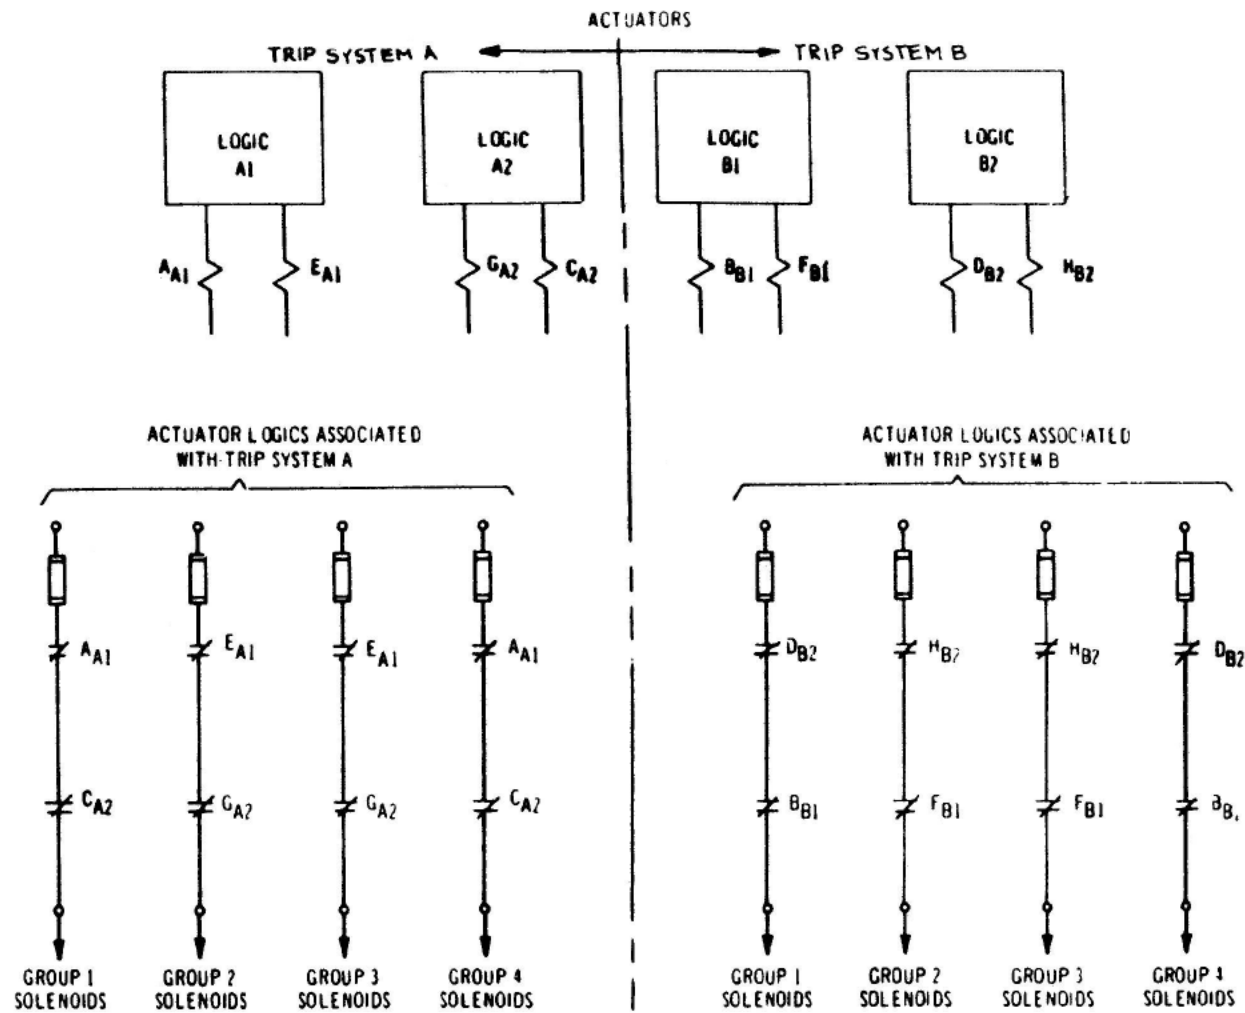 ACTUATORS
TRIP SYSTEM A
TRIP SYSTEM B
LOGIC
A1
LOGIC
A2
LOGIC
B1
LOGIC
B2
AA1
EA1
GA2
CA2
BB1
FB1
DB2
HB2
ACTUATOR LOGICS ASSOCIATED
WITH TRIP SYSTEM A
ACTUATOR LOGICS ASSOCIATED
WITH TRIP SYSTEM B
AA1
EA1
EA1
AA1
DB2
HB2
HB2
DB2
CA2
GA2
GA2
CA2
BB1
FB1
FB1
GROUP 1
SOLENOIDS
GROUP 2
SOLENOIDS
GROUP 3
SOLENOIDS
GROUP 4
SOLENOIDS
GROUP 1
SOLENOIDS
GROUP 2
SOLENOIDS
GROUP 3
SOLENOIDS
GROUP 4
SOLENOIDS